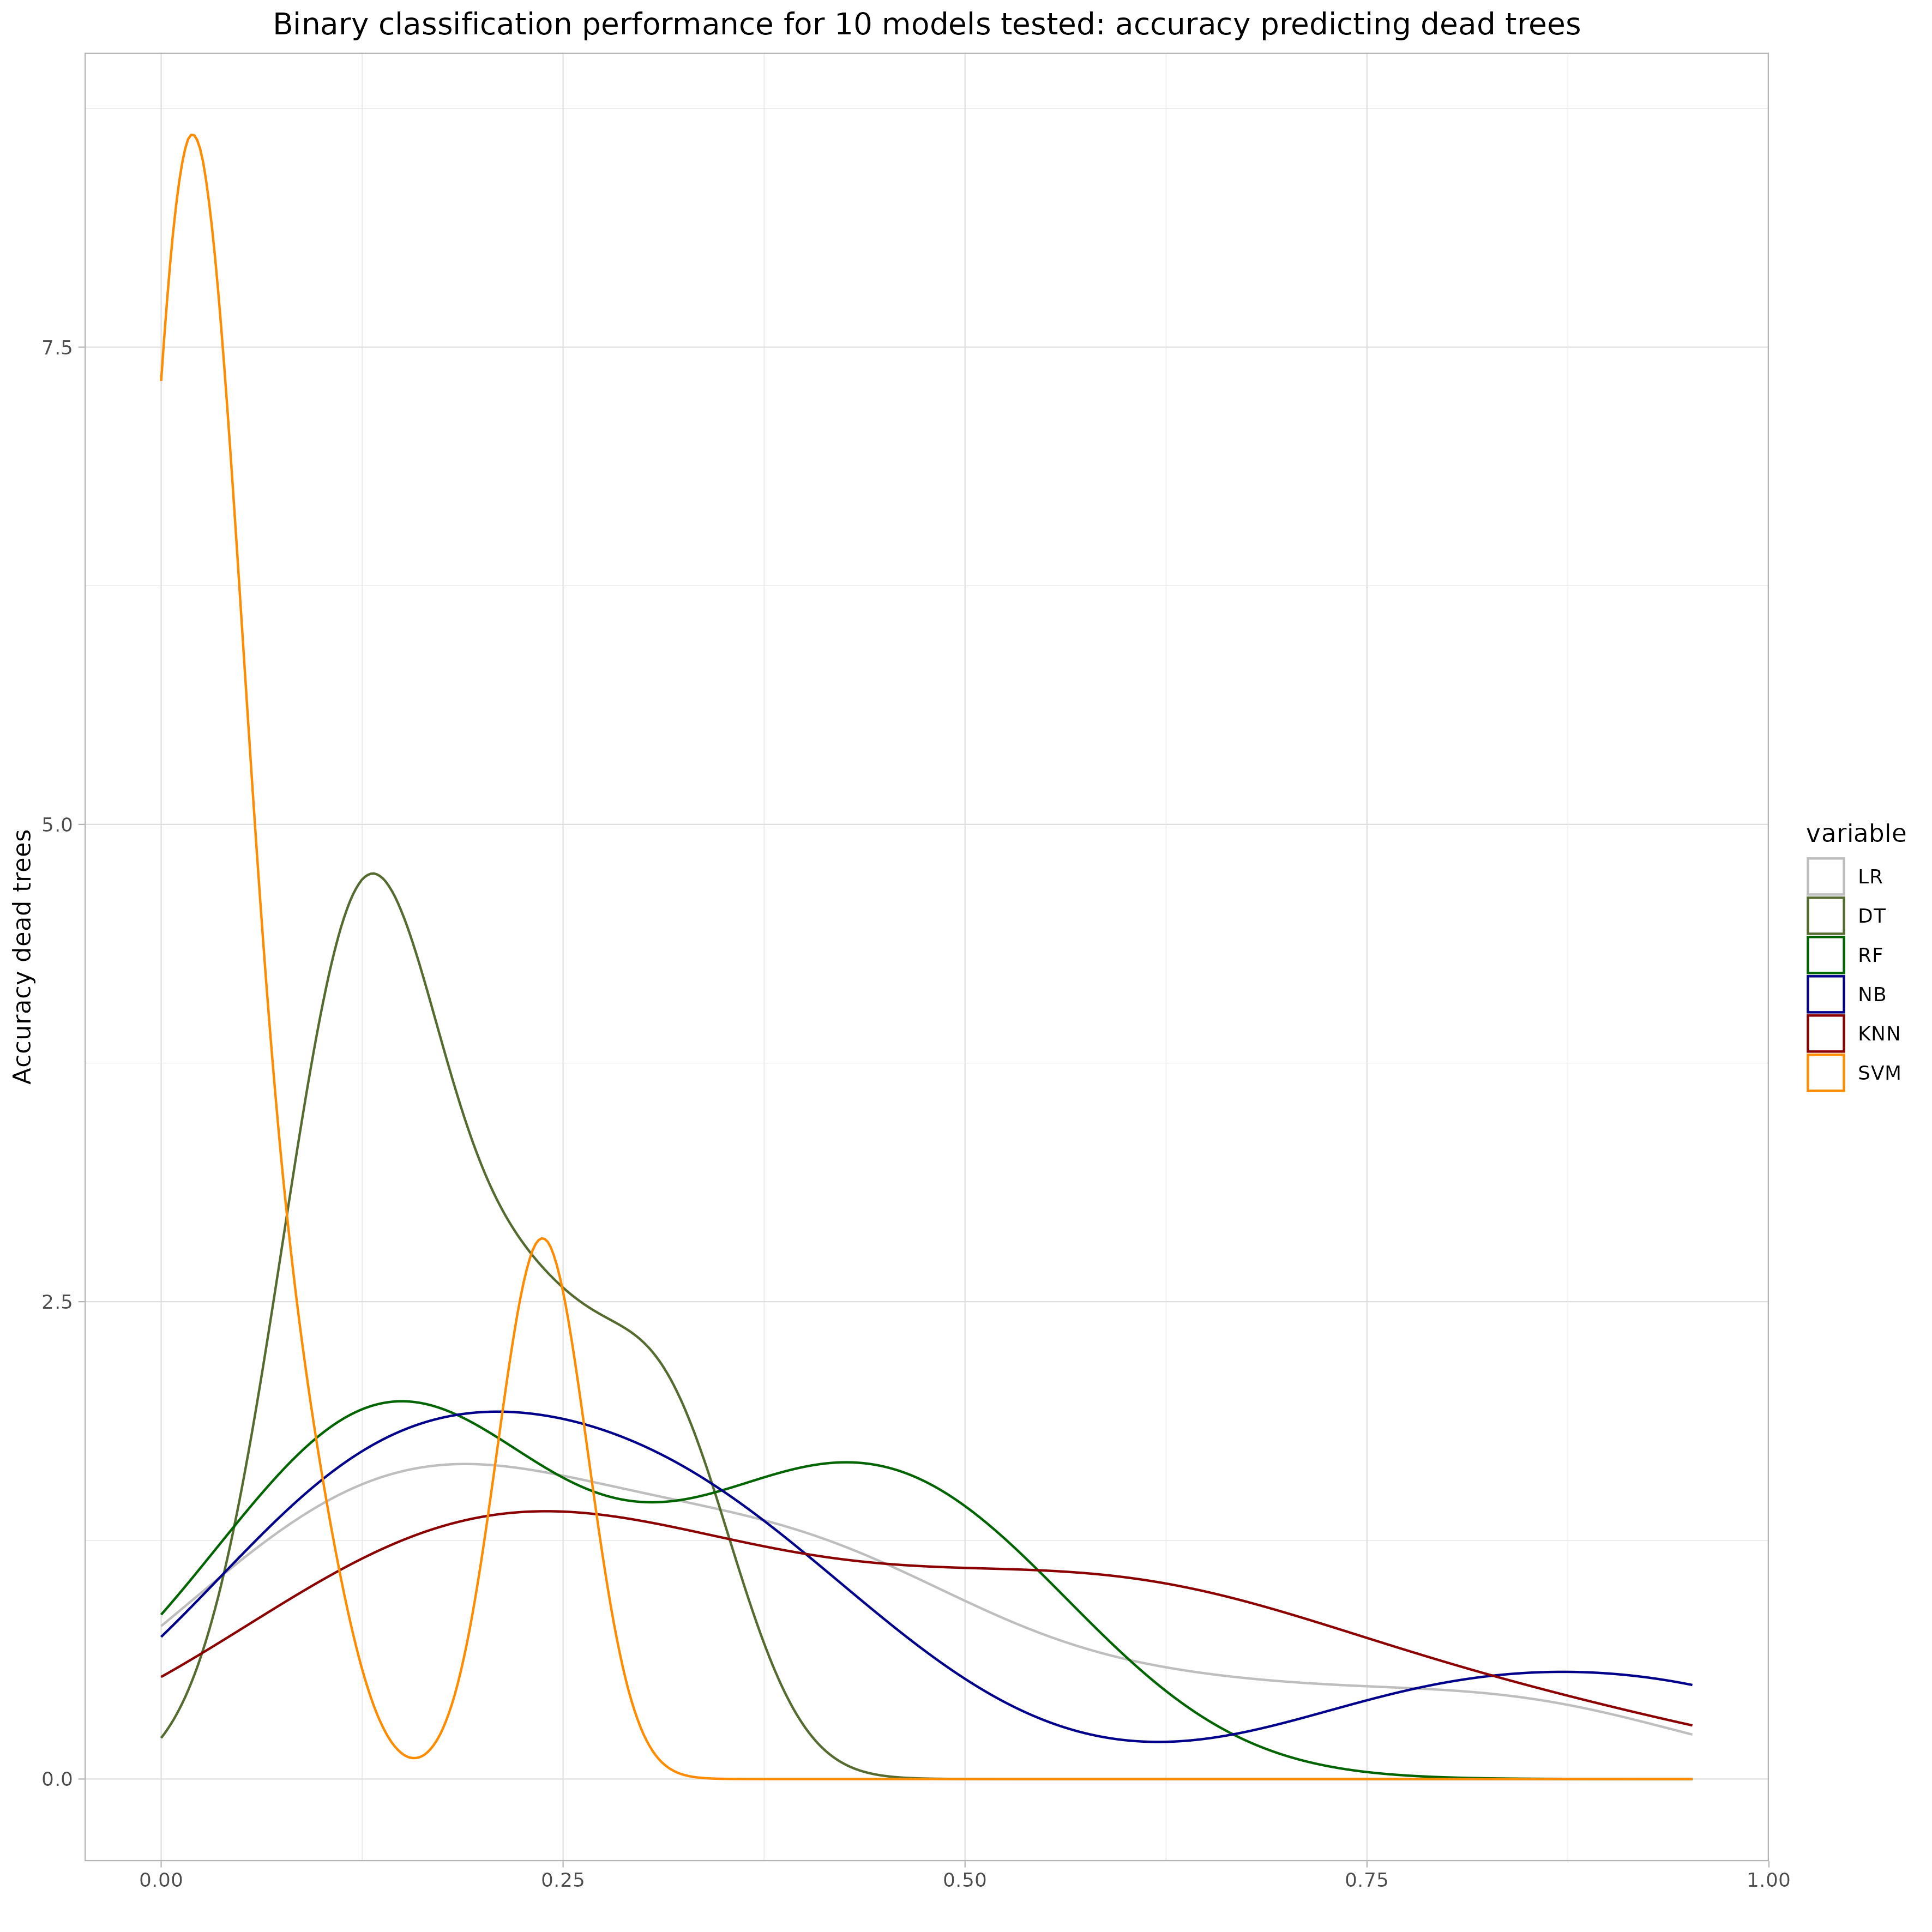 Binary classification performance for 10 models tested: accuracy predicting dead trees
7.5
5.0
2.5
0.0
Accuracy dead trees
0.00
0.25
0.50
0.75
1.00
variable
LR
DT
RF
NB
KNN
SVM